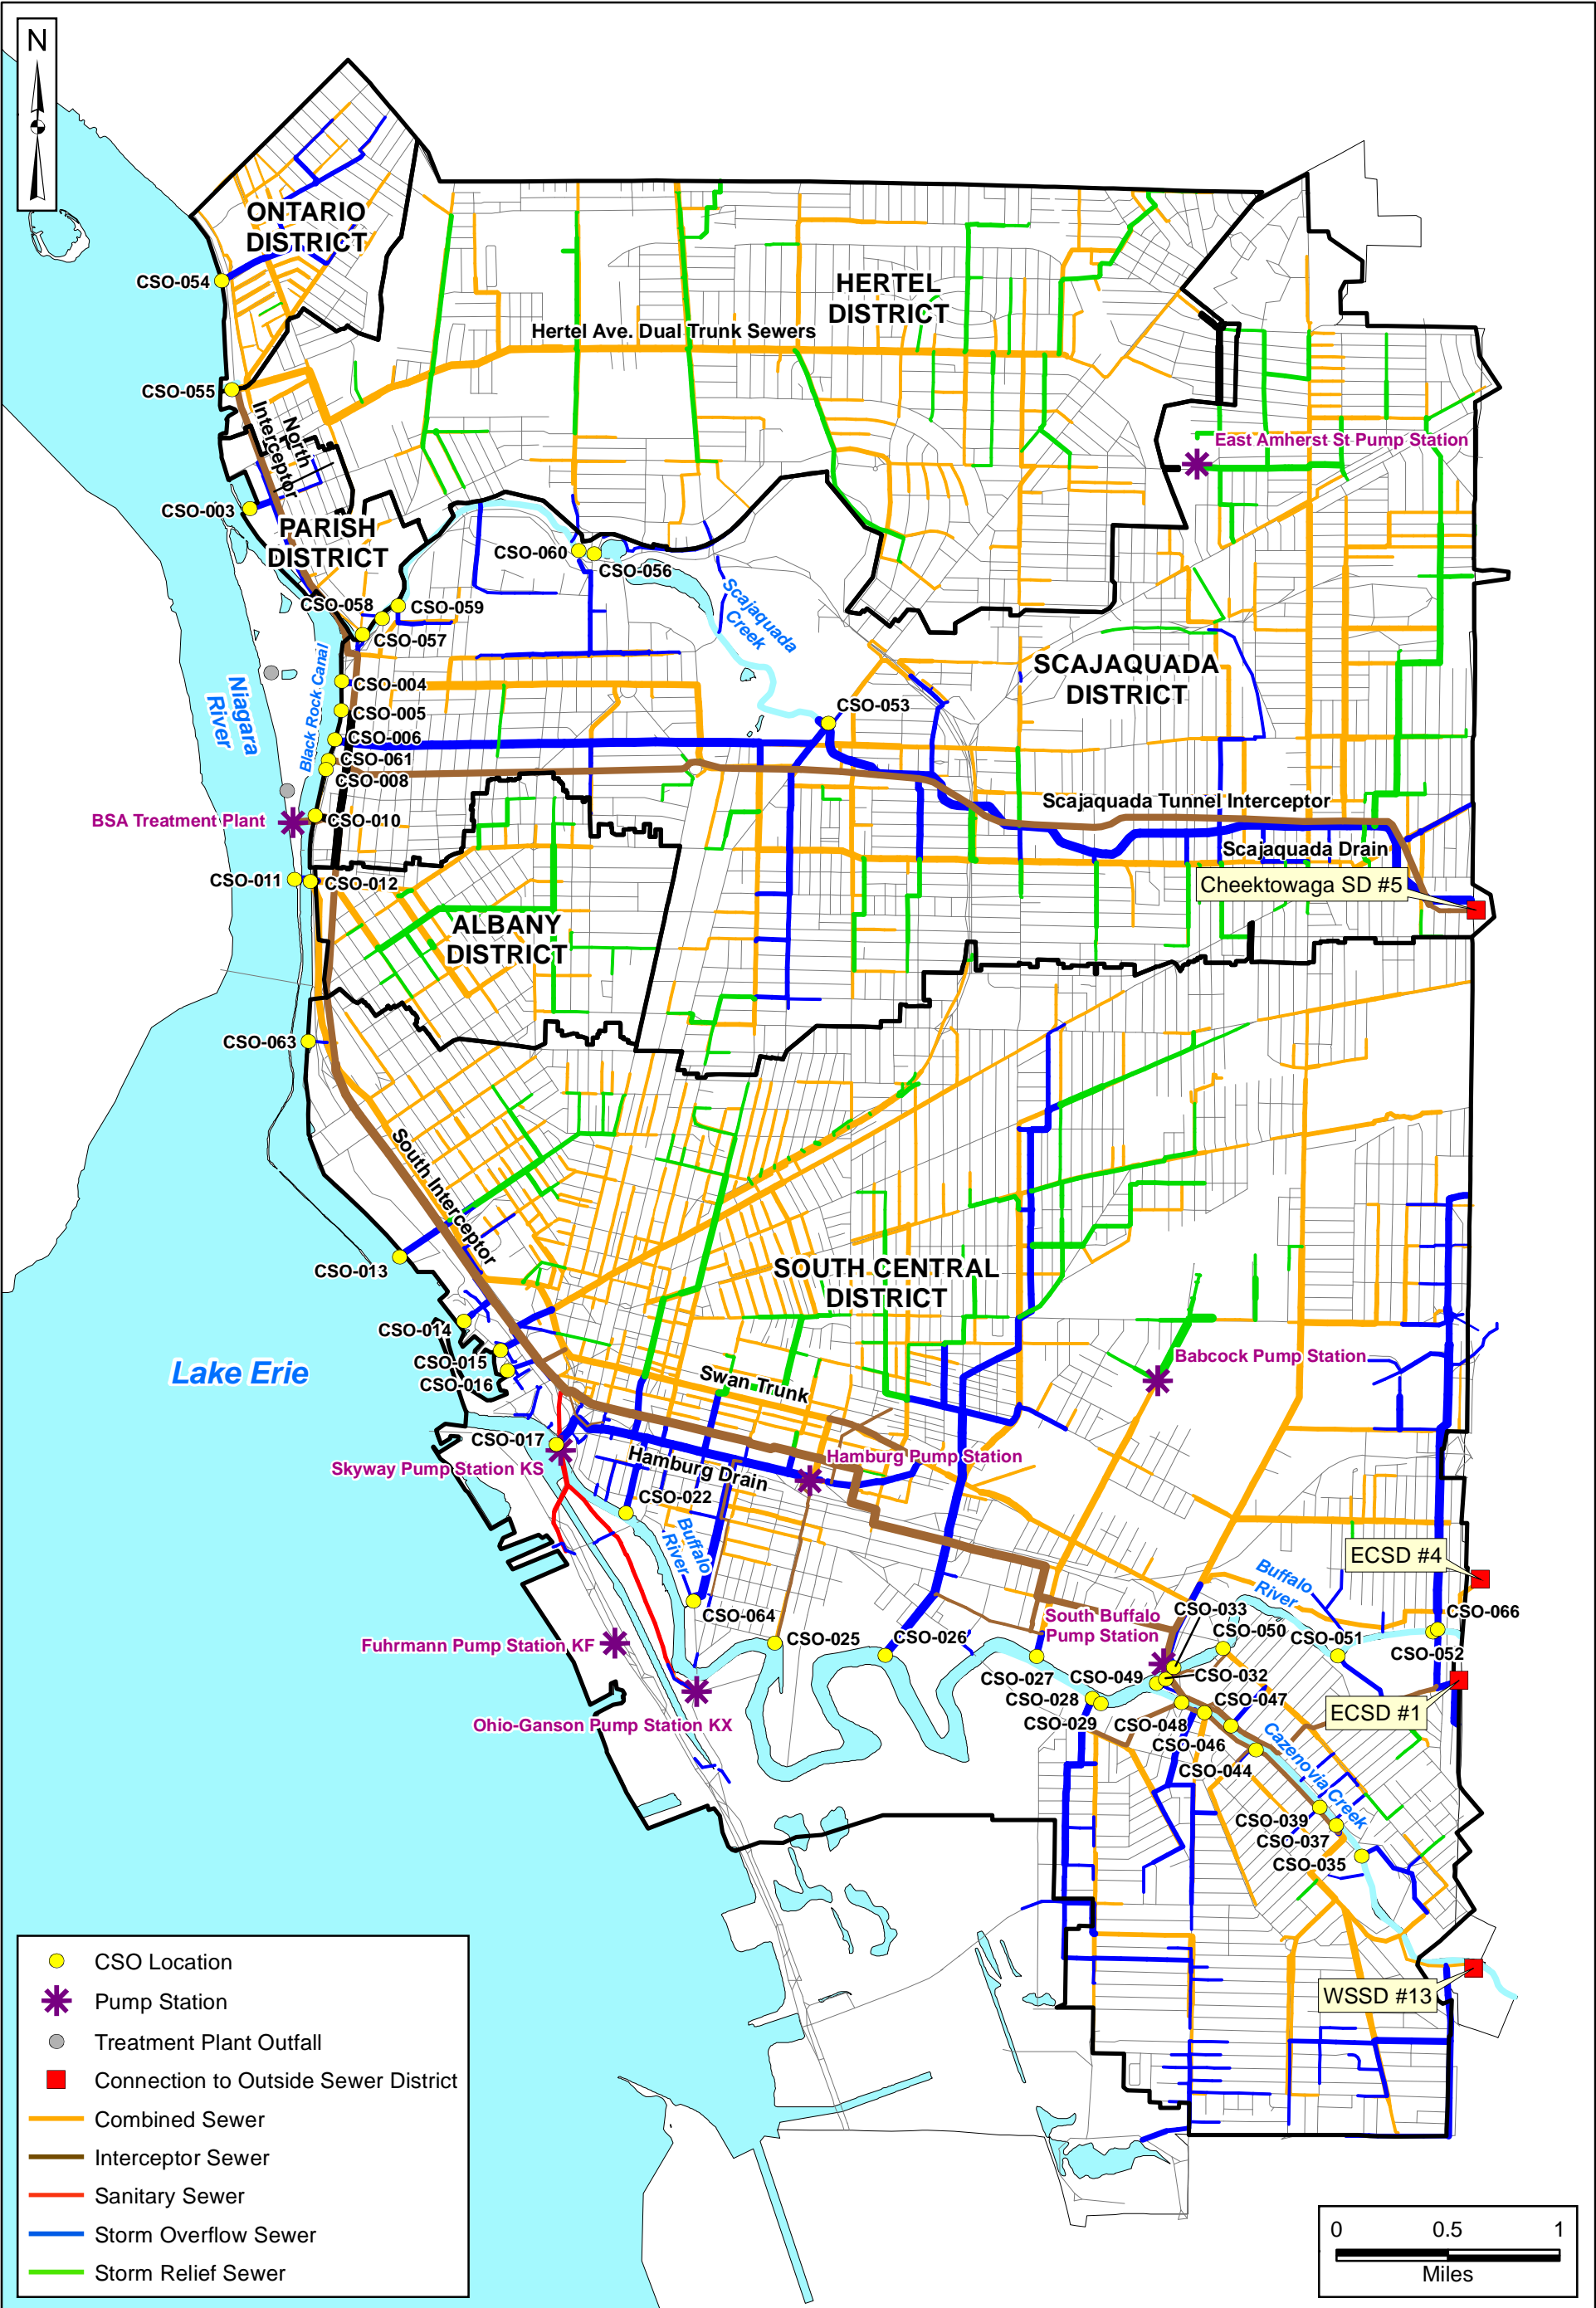 N
ONTARIO
DISTRICT
CSO-054
HERTEL
DISTRICT
Hertel Ave. Dual Trunk Sewers
CSO-055
North
Interceptor
East Amherst St Pump Station
CSO-003
PARISH
DISTRICT
CSO-060
CSO-056
CSO-058
CSO-059
CSO-057
Scajaquada
Creek
SCAJAQUADA
DISTRICT
Niagara
River
Black Rock Canal
CSO-004
CSO-005
CSO-053
CSO-006
CSO-061
CSO-008
Scajaquada Tunnel Interceptor
BSA Treatment Plant
CSO-010
Scajaquada Drain
CSO-011
CSO-012
Cheektowaga SD #5
ALBANY
DISTRICT
CSO-063
South Interceptor
CSO-013
SOUTH CENTRAL
DISTRICT
CSO-014
CSO-015
CSO-016
Lake Erie
Swan Trunk
Babcock Pump Station
CSO-017
Skyway Pump Station KS
Hamburg Drain
Hamburg Pump Station
CSO-022
Buffalo
River
ECSD #4
Buffalo
River
CSO-064
CSO-025
CSO-026
South Buffalo
Pump Station
CSO-033
CSO-050
CSO-051
CSO-066
CSO-052
Fuhrmann Pump Station KF
CSO-027
CSO-049
CSO-032
CSO-028
CSO-029
CSO-048
CSO-047
ECSD #1
Ohio-Ganson Pump Station KX
CSO-046
CSO-044
Cazenovia Creek
CSO-039
CSO-037
CSO-035
WSSD #13
CSO Location
Pump Station
Treatment Plant Outfall
Connection to Outside Sewer District
Combined Sewer
Interceptor Sewer
Sanitary Sewer
Storm Overflow Sewer
Storm Relief Sewer
0 0.5 1
Miles